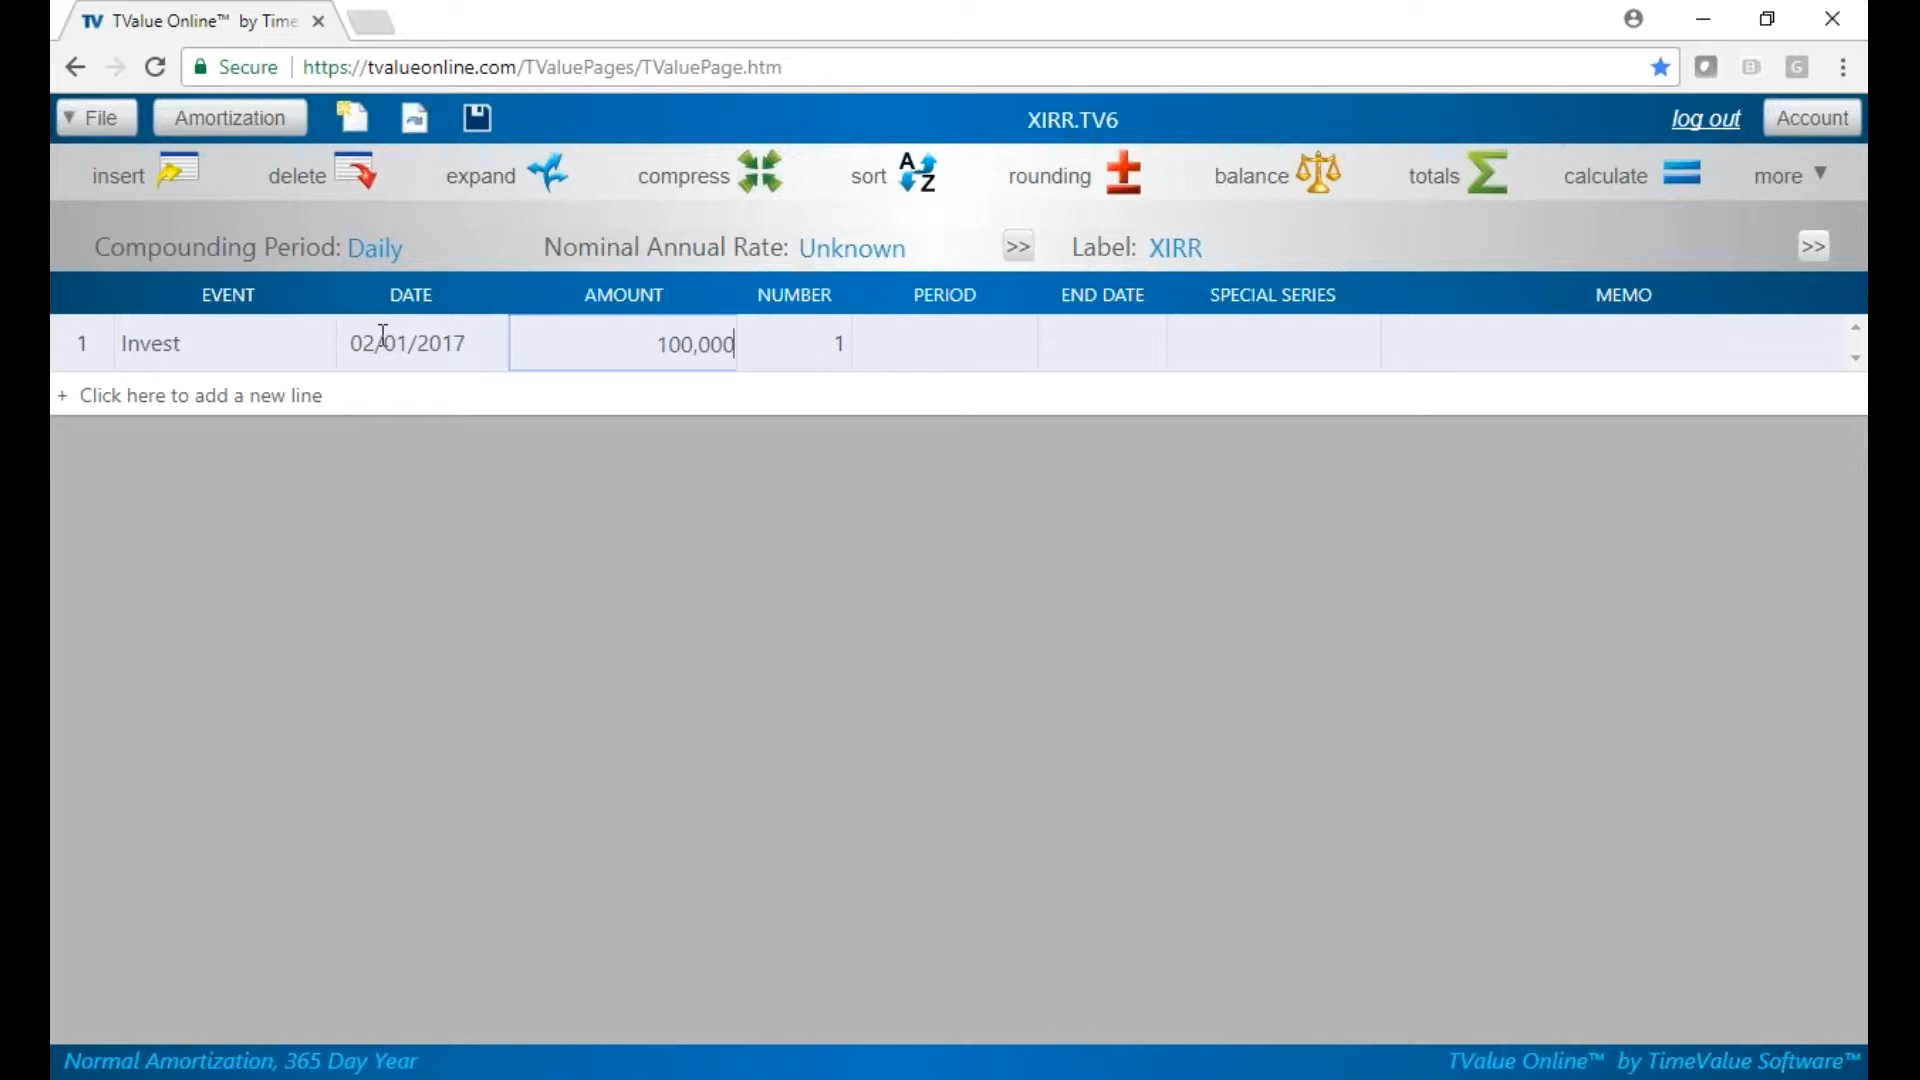 TV TValue Online™ by Time
Secure https://tvalueonline.com/TValuePages/TValuePage.htm
File Amortization XIRR.TV6 log out Account
insert delete expand compress sort A Z rounding balance totals calculate more
Compounding Period: Daily Nominal Annual Rate: Unknown >> Label: XIRR >>
EVENT DATE AMOUNT NUMBER PERIOD END DATE SPECIAL SERIES MEMO
1 Invest 02/01/2017 100,000 1
+ Click here to add a new line
Normal Amortization, 365 Day Year TValue Online™ by TimeValue Software™